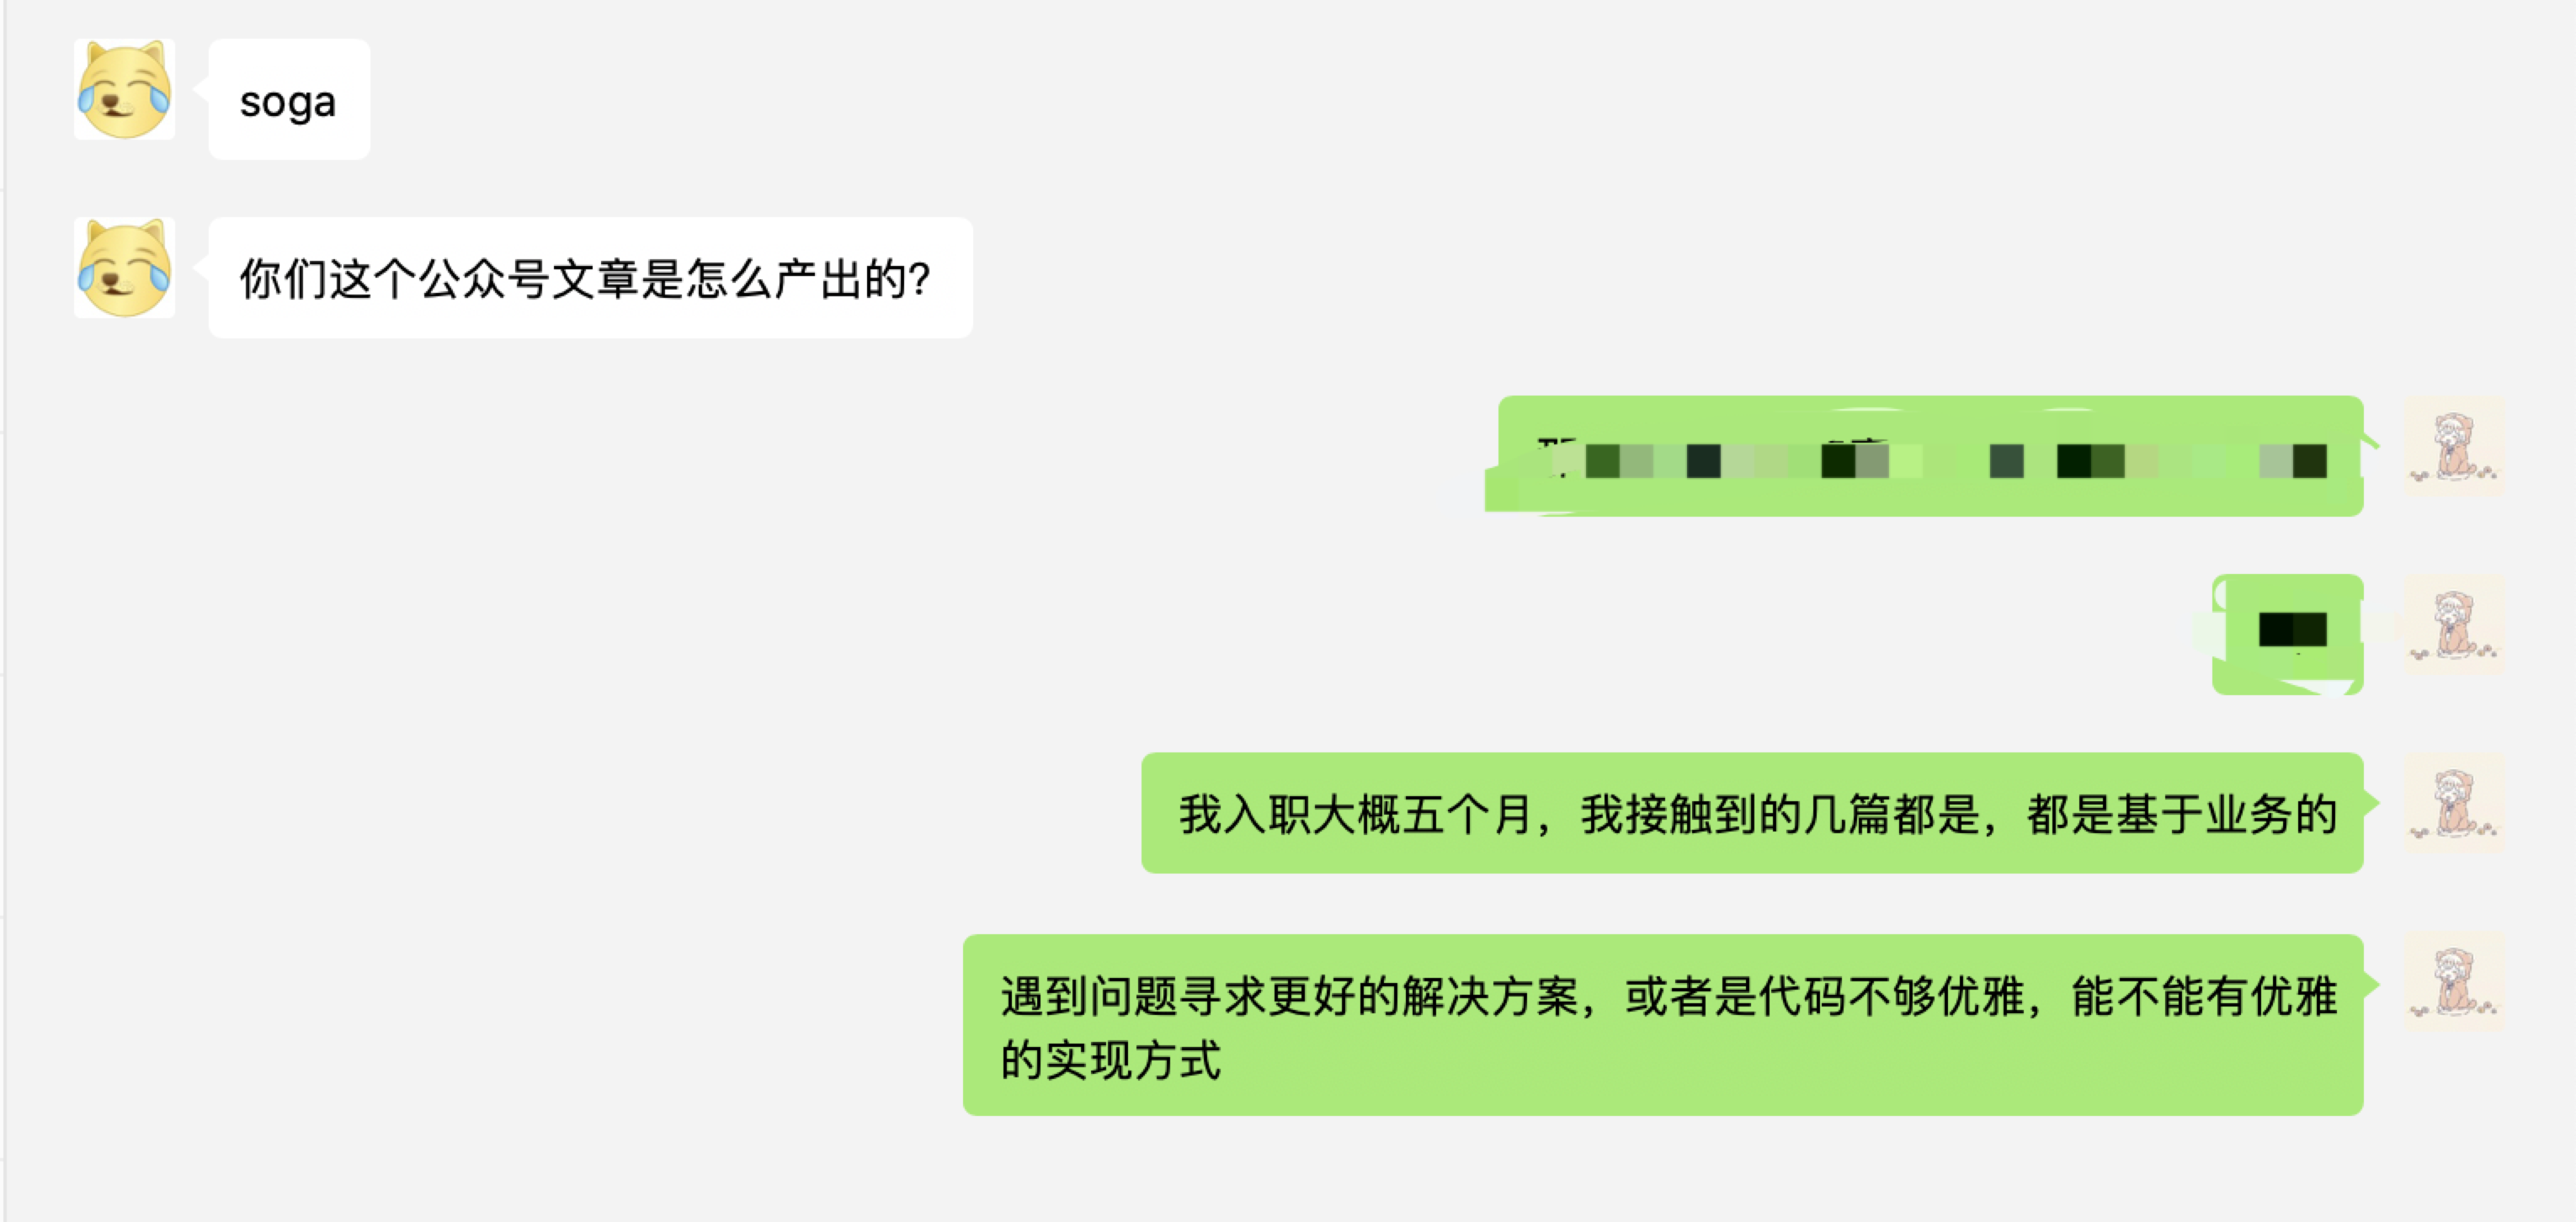 soga
你们这个公众号文章是怎么产出的?
我入职大概五个月，我接触到的几篇都是，都是基于业务的
遇到问题寻求更好的解决方案，或者是代码不够优雅，能不能有优雅
的实现方式